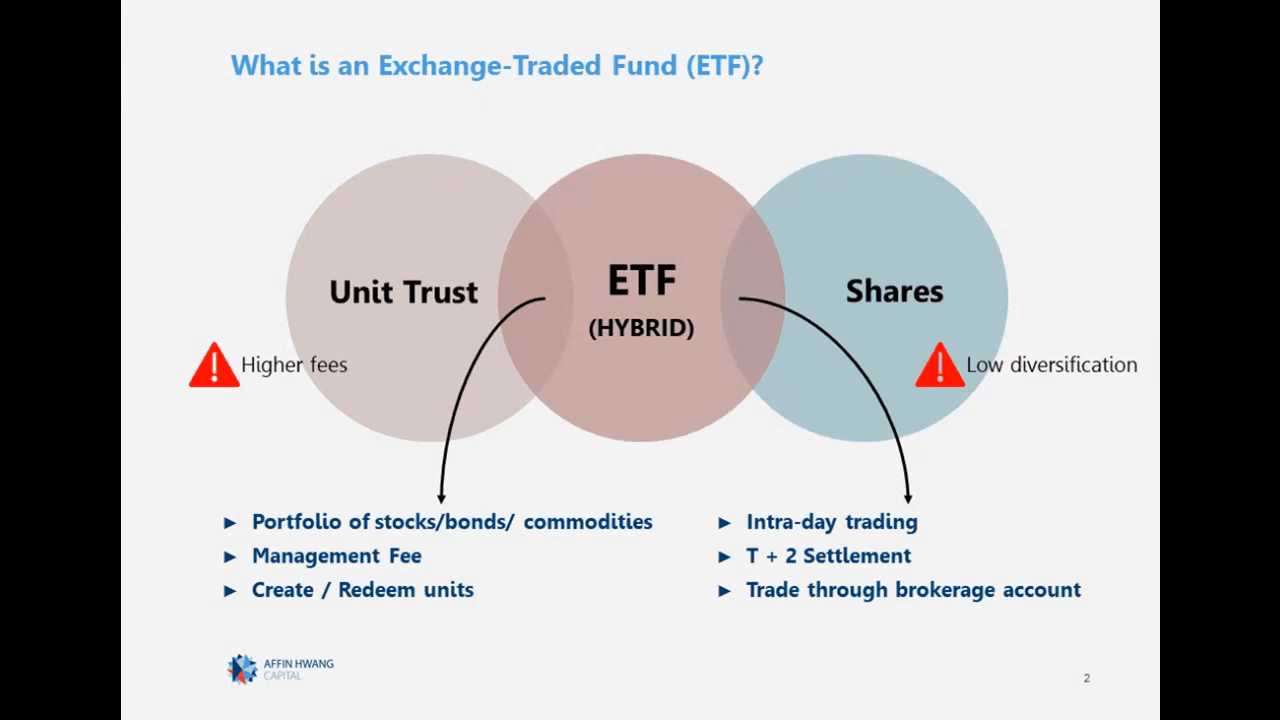 What is an Exchange-Traded Fund (ETF)?
Unit Trust
ETF
(HYBRID)
Shares
Higher fees
Low diversification
► Portfolio of stocks/bonds/ commodities
► Management Fee
► Create / Redeem units
► Intra-day trading
► T + 2 Settlement
► Trade through brokerage account
AFFIN HWANG
CAPITAL
2